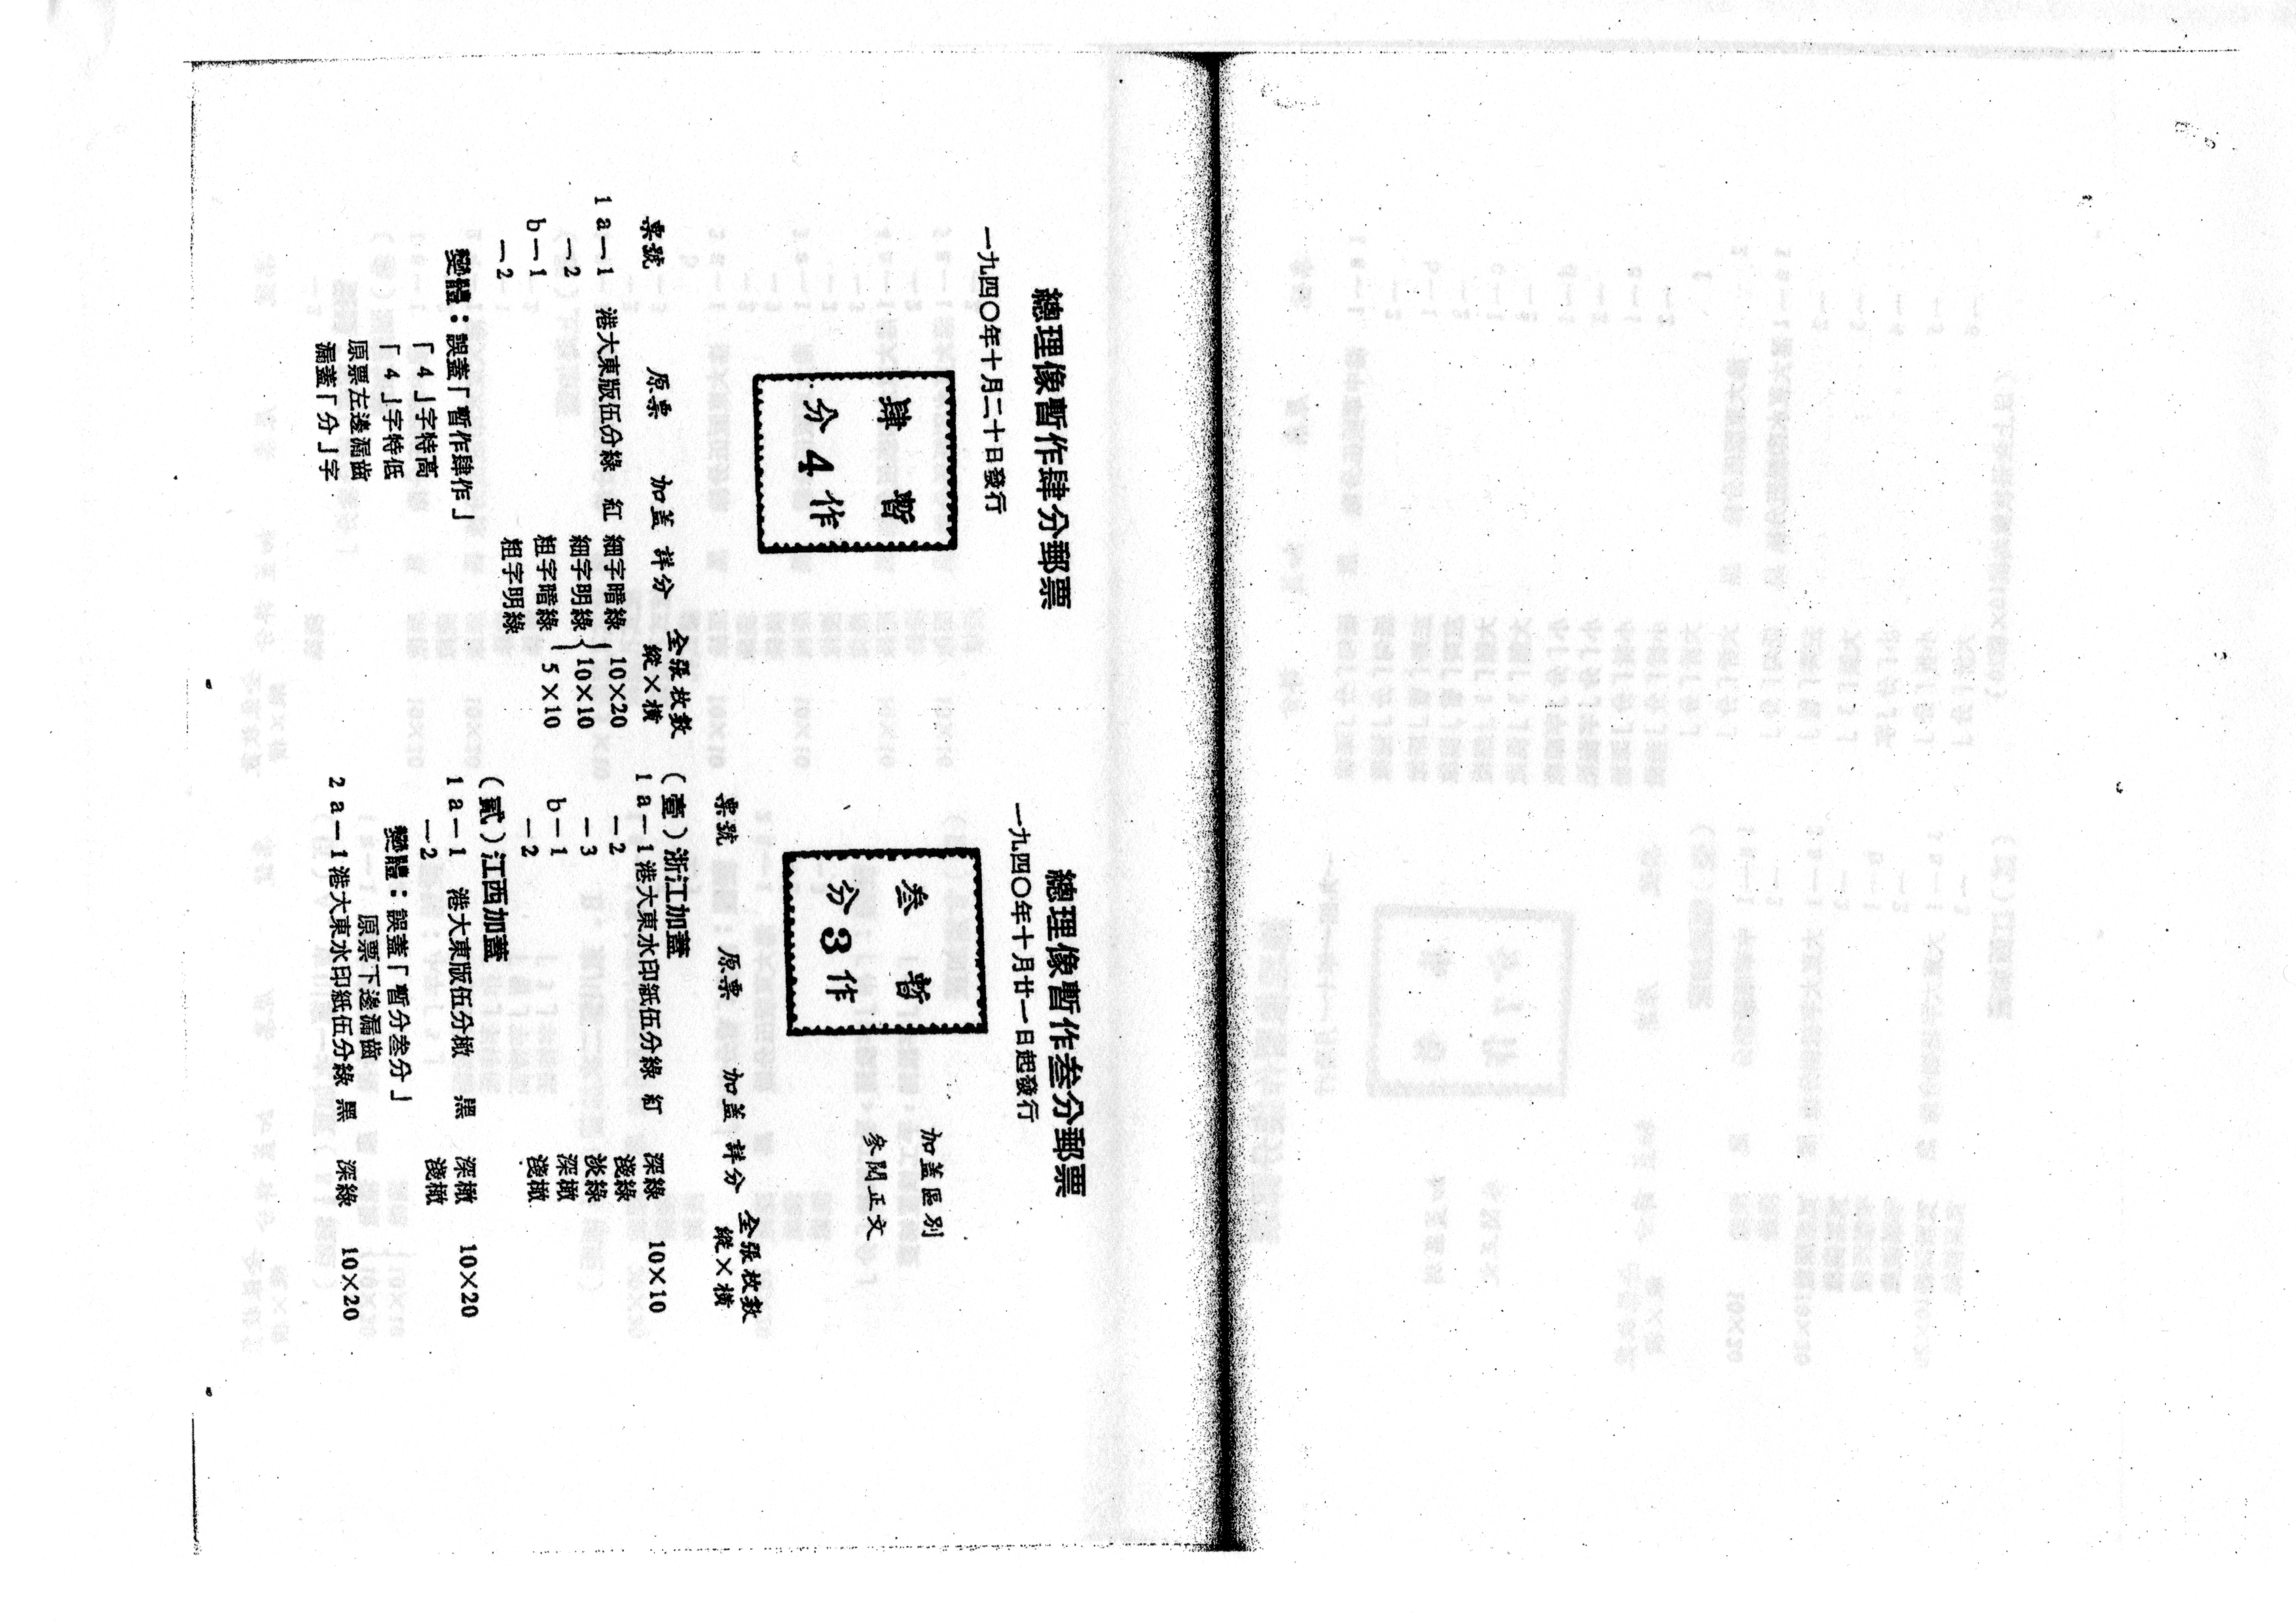 總理像暫作肆分郵票
一九四〇年十月二十日發行
肆 暫
分 4 作
票號 原票 加蓋 詳分 全張枚數
縱×橫
1 a—1 港大東版伍分綠 紅 細字暗綠 10×20
—2 細字明綠 10×10
b—1 粗字暗綠 5×10
—2 粗字明綠
變體：誤蓋「暫作肆作」
「4」字特高
「4」字特低
原票左邊漏齒
漏蓋「分」字
總理像暫作叁分郵票
一九四〇年十月廿一日起發行
叁 暫
分 3 作
加蓋區別
參閱正文
票號 原票 加蓋 詳分 全張枚數
縱×橫
(壹)浙江加蓋
1 a—1 港大東水印紙伍分綠 紅 深綠 10×10
—2 淺綠
—3 淡綠
b—1 深橄
—2 淺橄
(貳)江西加蓋
1 a—1 港大東版伍分橄 黑 深橄 10×20
—2 淺橄
變體：誤蓋「暫分叁分」
原票下邊漏齒
2 a—1 港大東水印紙伍分綠 黑 深綠 10×20